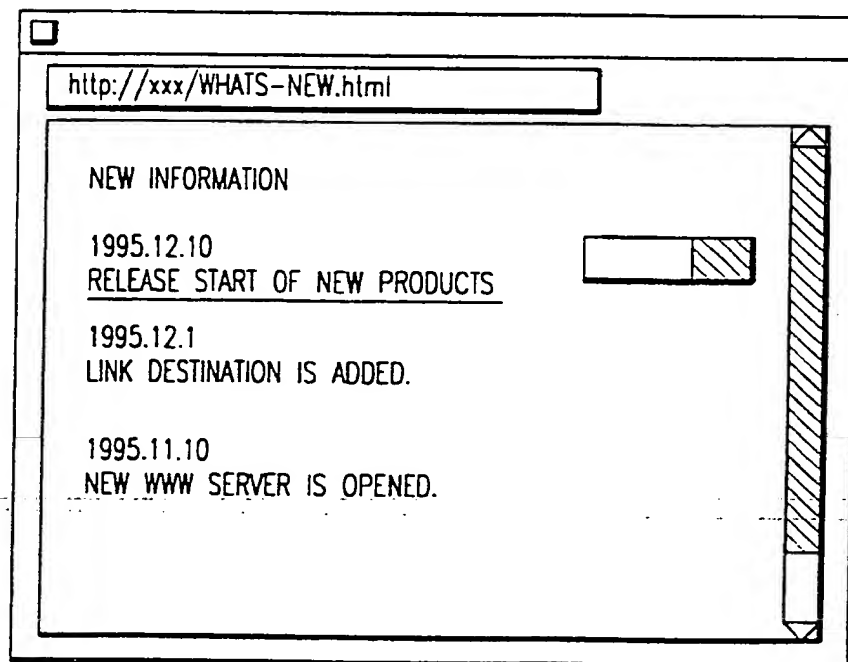 http://xxx/WHATS-NEW.html
NEW INFORMATION
1995.12.10
RELEASE START OF NEW PRODUCTS
1995.12.1
LINK DESTINATION IS ADDED.
1995.11.10
NEW WWW SERVER IS OPENED.